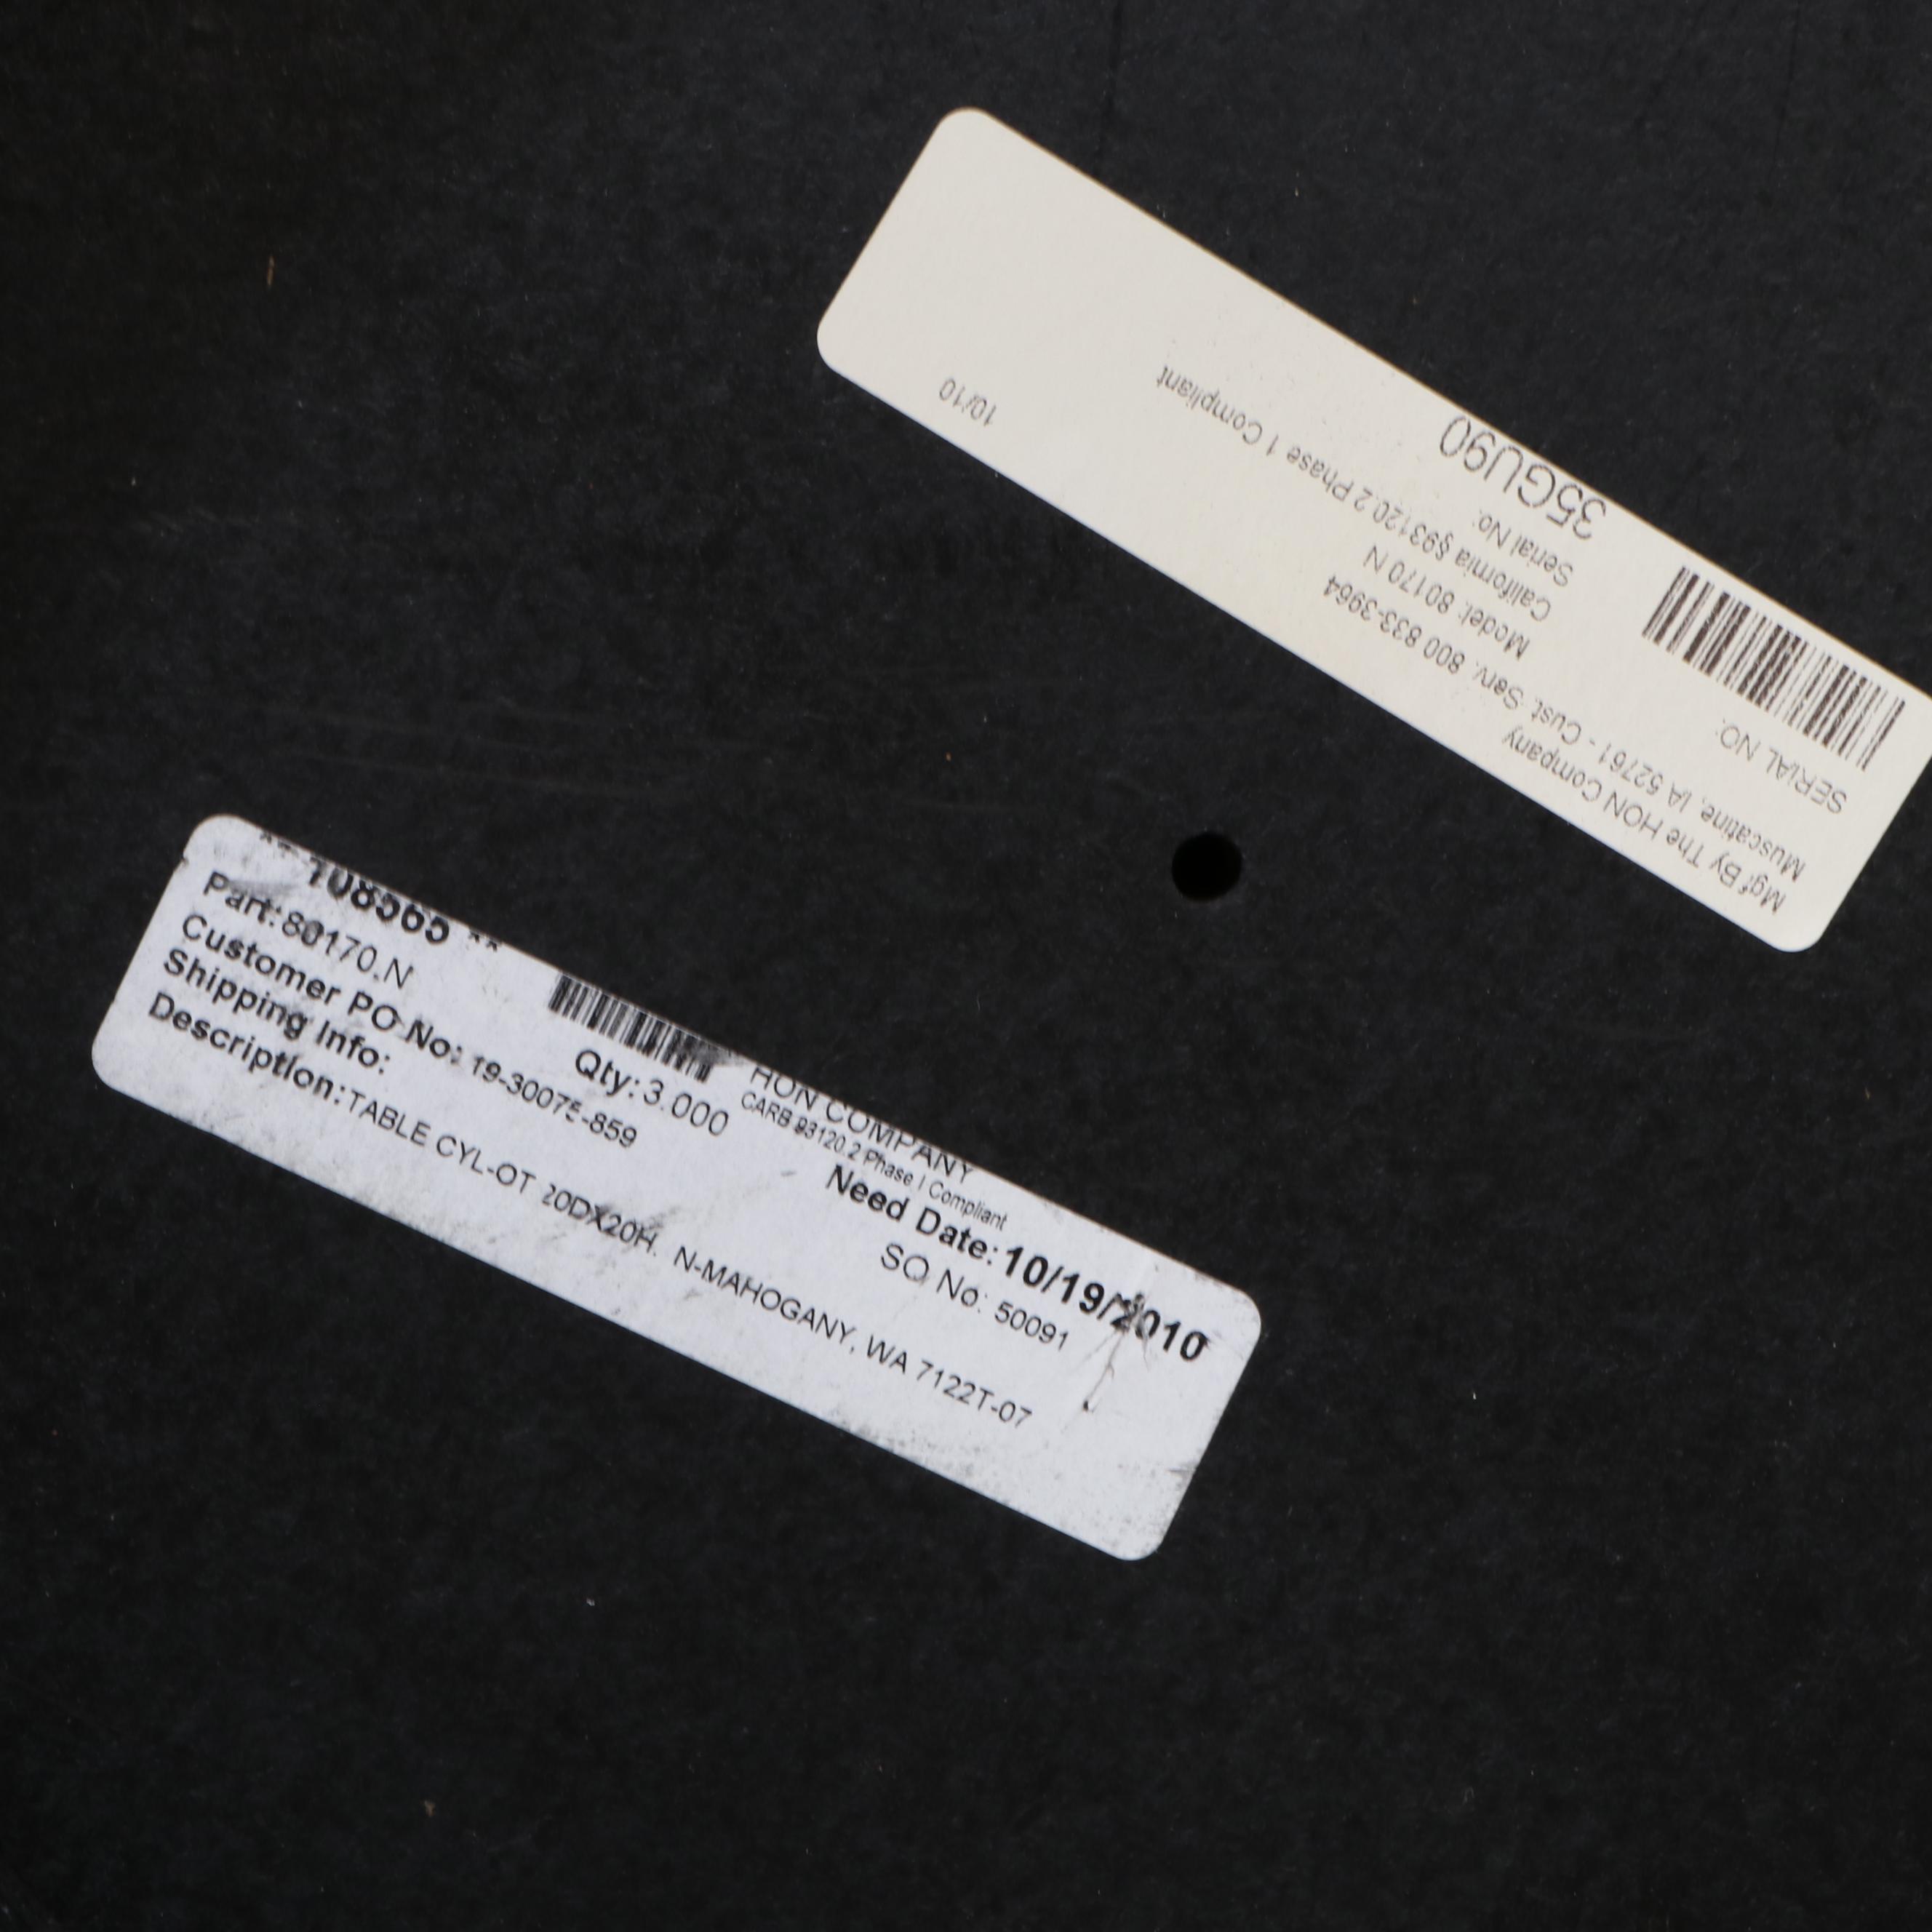 Mgf By The HON Company
Muscatine, IA 52761 - Cust. Serv. 800 833-3964
Model: 80170 N
California §93120.2 Phase 1 Compliant
SERIAL NO:
Serial No:
35GU90
10/10
** 108565 **
HON COMPANY
CARB 93120.2 Phase I Compliant
Part: 80170.N
Qty: 3.000
Need Date: 10/19/2010
Customer PO No: 19-30075-859
SO No: 50091
Shipping Info:
Description: TABLE CYL-OT 20DX20H, N-MAHOGANY, WA 7122T-07